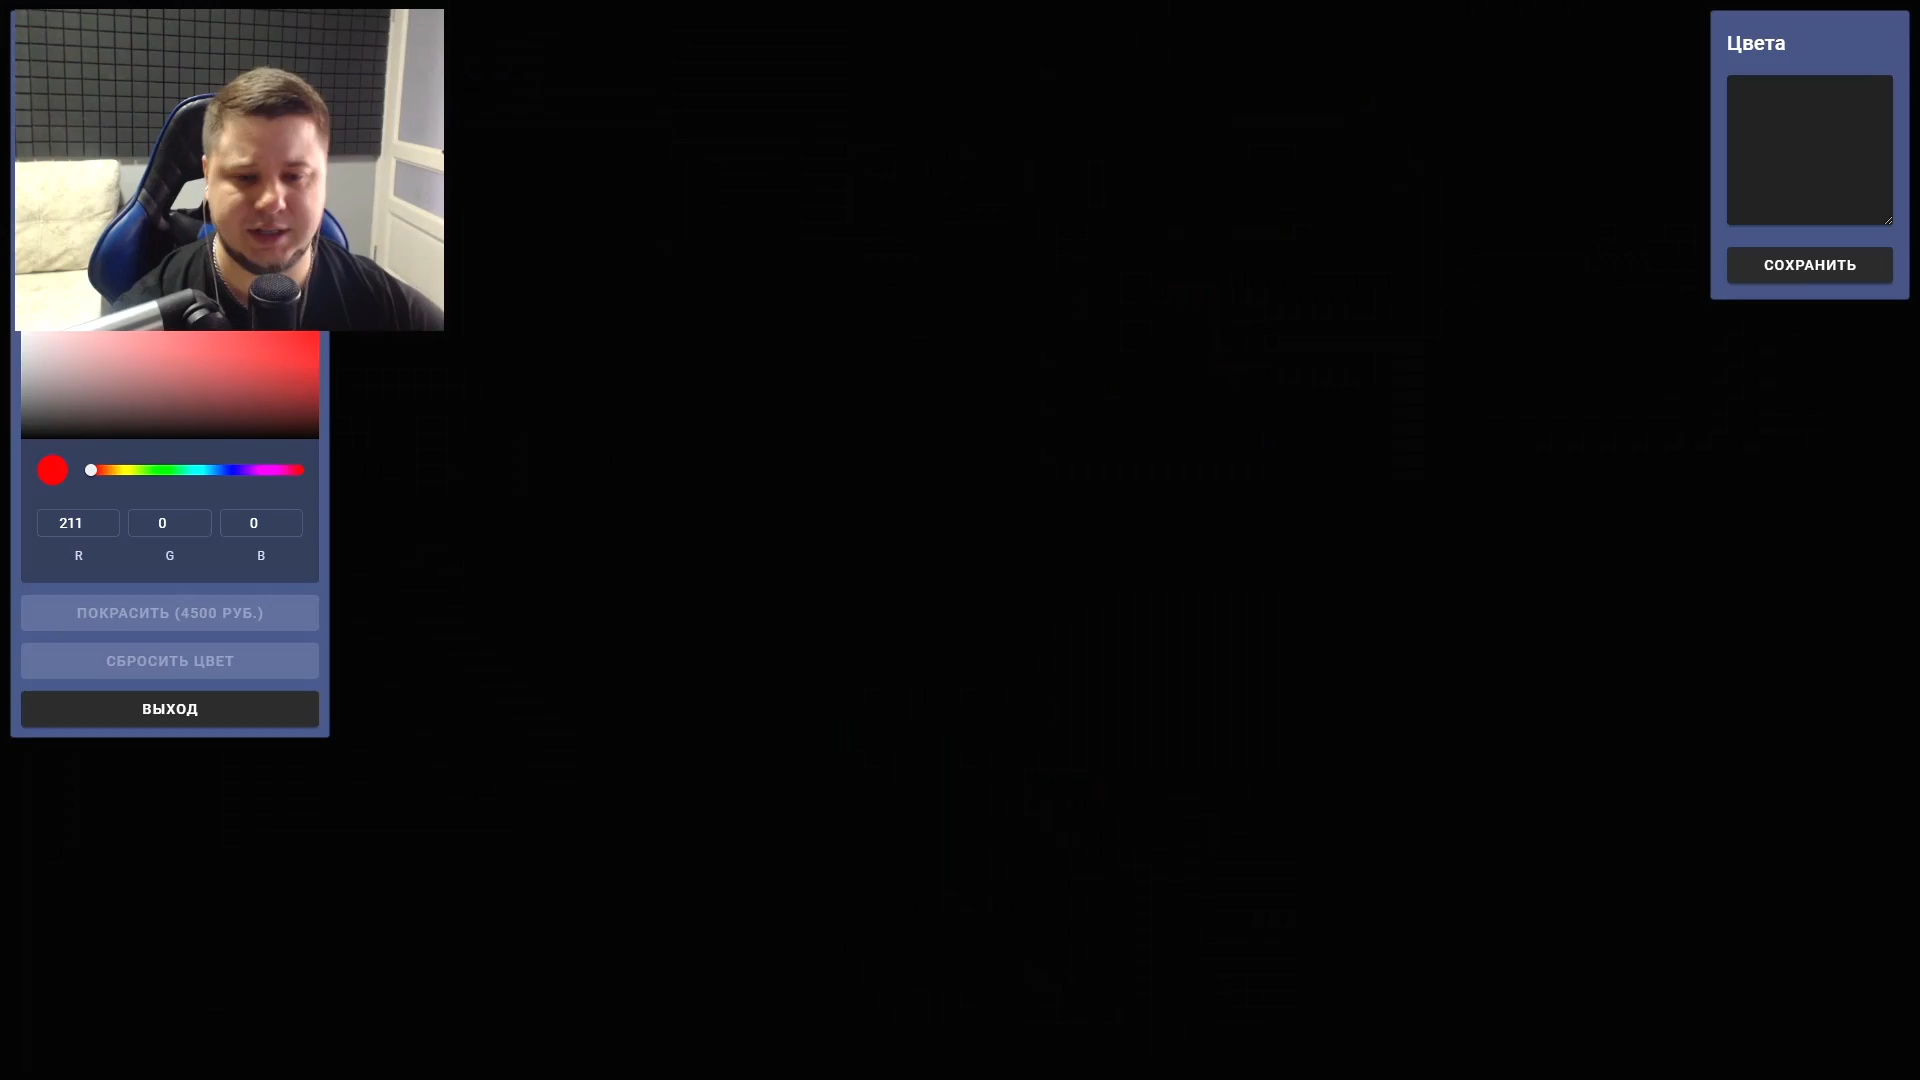 Цвета
СОХРАНИТЬ
211 0 0
R G B
ПОКРАСИТЬ (4500 РУБ.)
СБРОСИТЬ ЦВЕТ
ВЫХОД